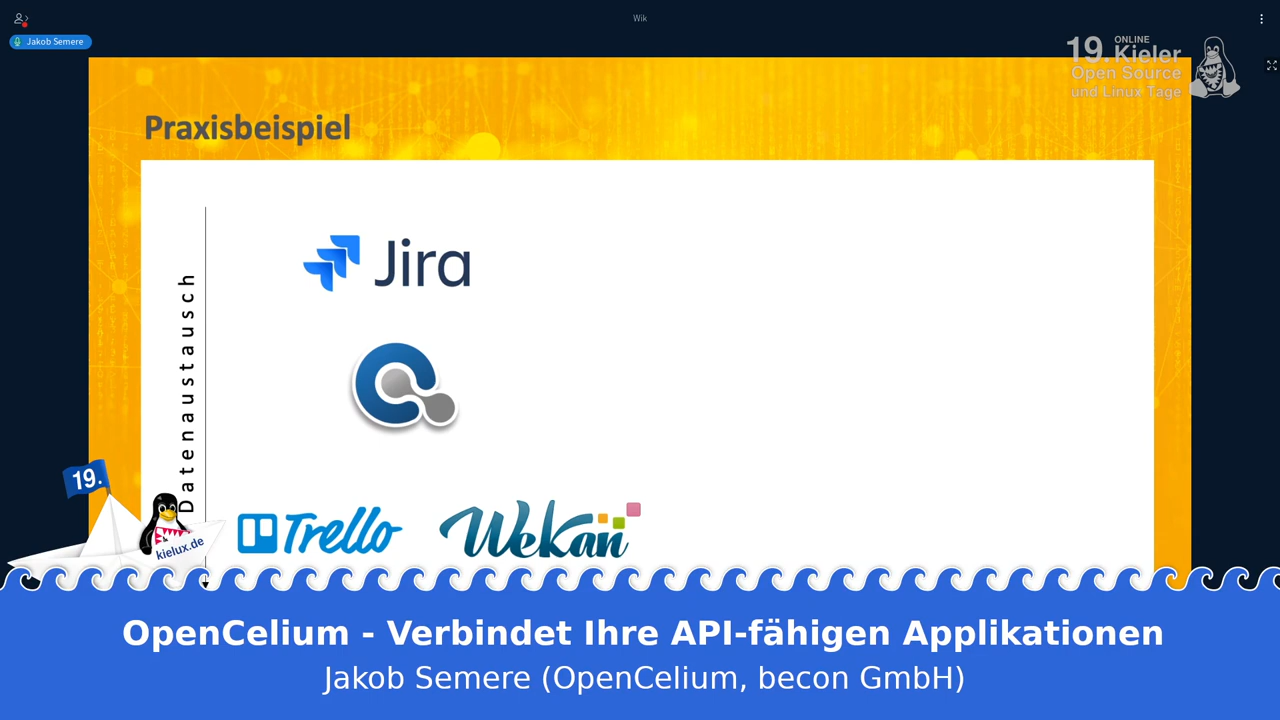 Wik
Jakob Semere
19. ONLINE
Kieler
Open Source
und Linux Tage
Praxisbeispiel
Datenaustausch
Jira
Trello
WeKan
19.
kielux.de
OpenCelium - Verbindet Ihre API-fähigen Applikationen
Jakob Semere (OpenCelium, becon GmbH)